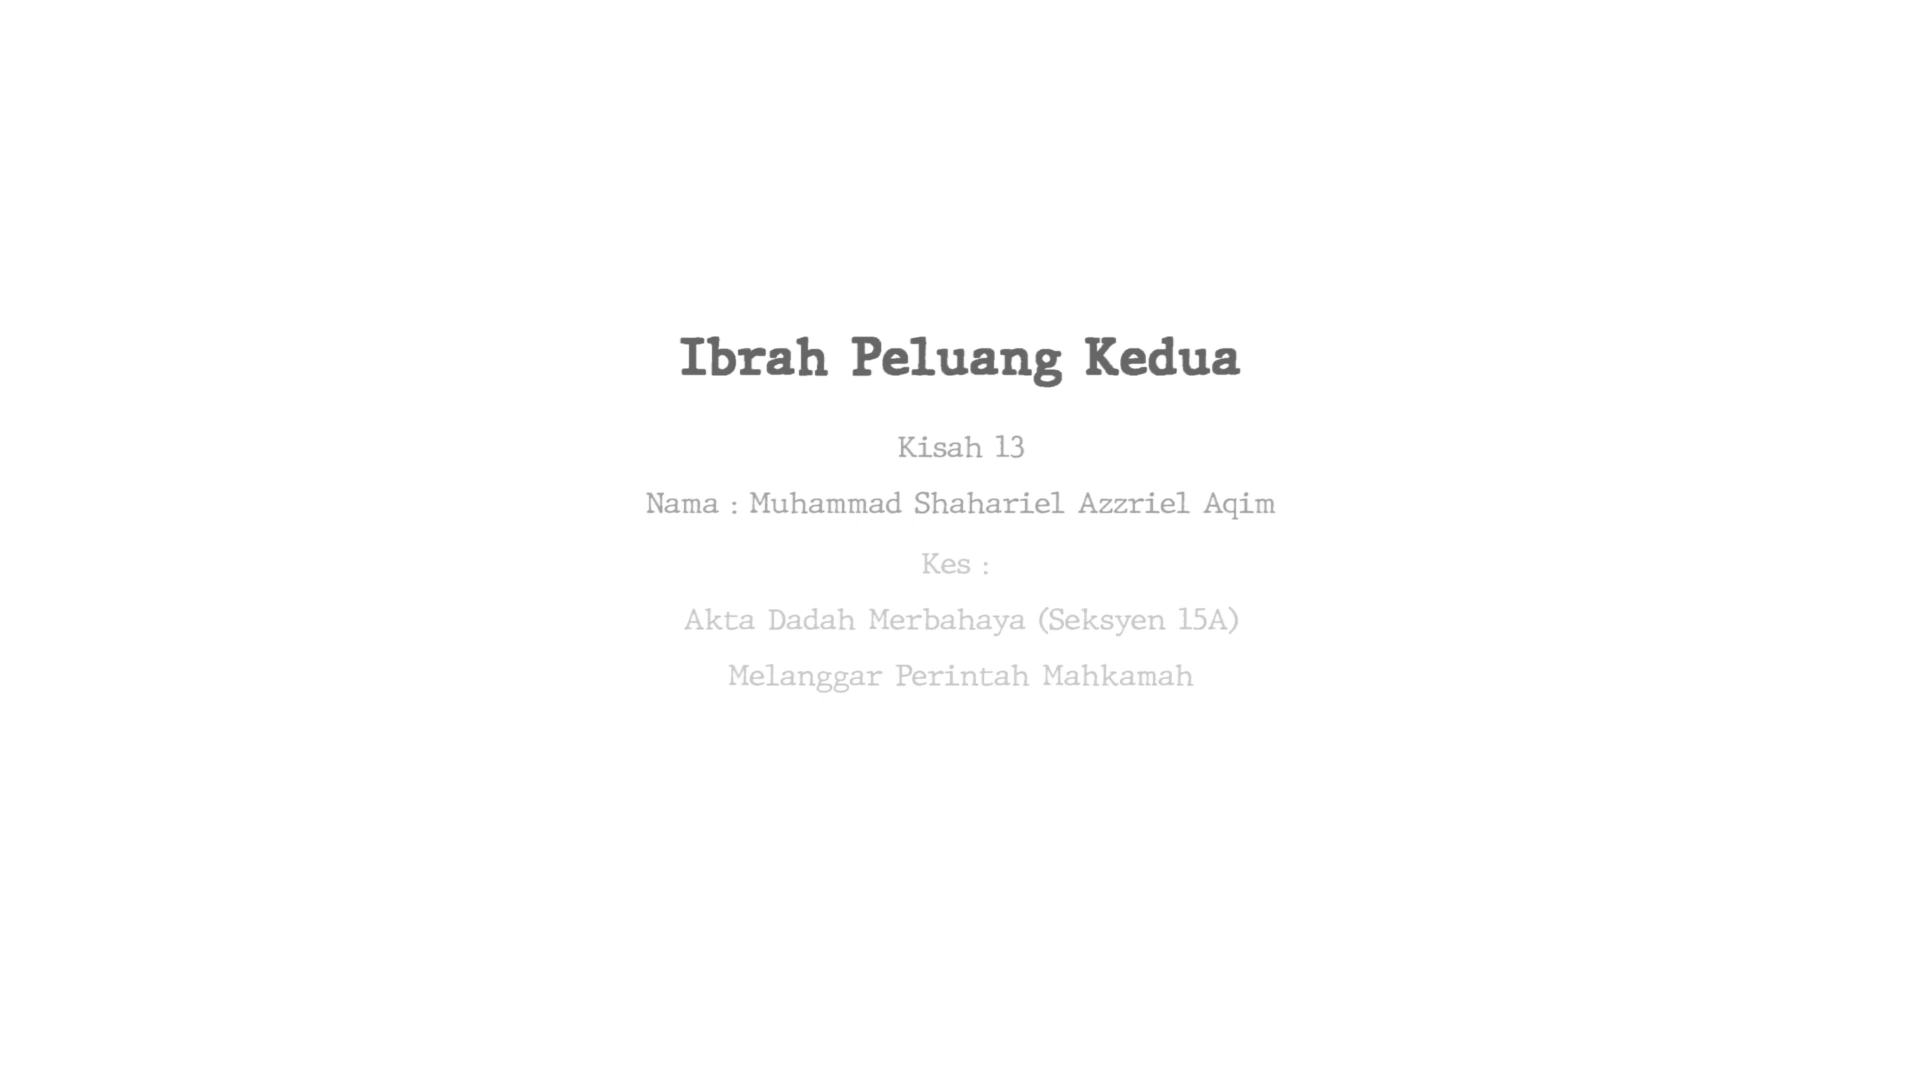 Ibrah Peluang Kedua
Kisah 13
Nama : Muhammad Shahariel Azzriel Aqim
Kes :
Akta Dadah Merbahaya (Seksyen 15A)
Melanggar Perintah Mahkamah